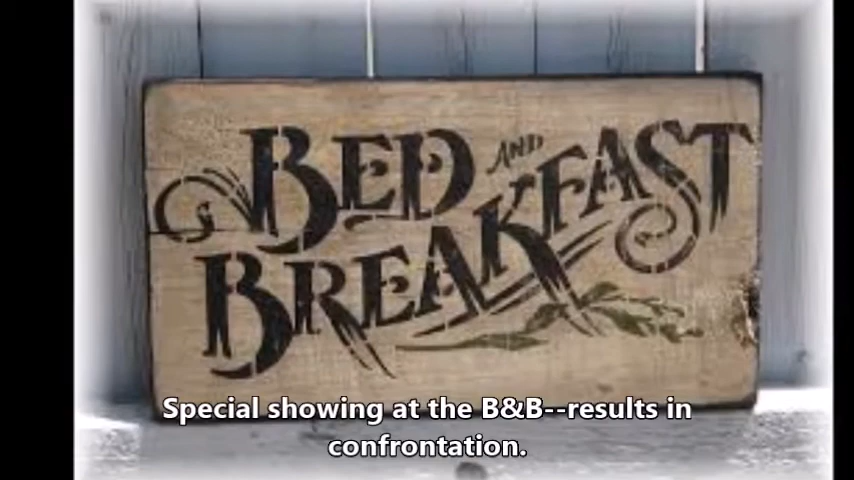 BED AND
BREAKFAST
Special showing at the B&B--results in
confrontation.